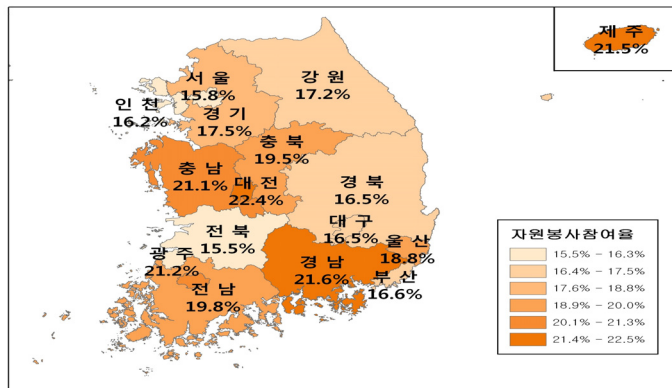 제 주
21.5%
서 울
15.8%
강 원
17.2%
인 천
16.2%
경 기
17.5%
충 북
19.5%
충 남
21.1%
대 전
22.4%
경 북
16.5%
대 구
16.5%
전 북
15.5%
울 산
18.8%
광 주
21.2%
경 남
21.6%
부 산
16.6%
전 남
19.8%
자원봉사참여율
15.5% - 16.3%
16.4% - 17.5%
17.6% - 18.8%
18.9% - 20.0%
20.1% - 21.3%
21.4% - 22.5%